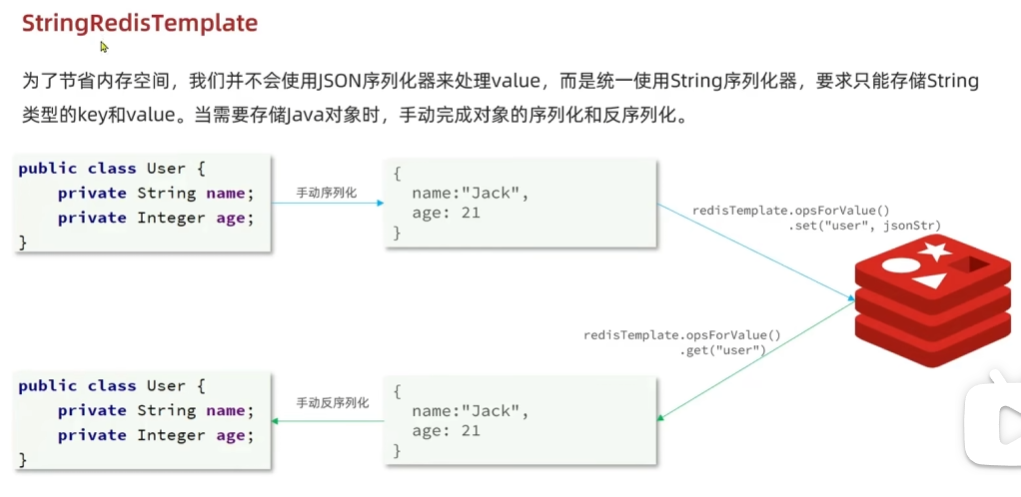 StringRedisTemplate
为了节省内存空间，我们并不会使用JSON序列化器来处理value，而是统一使用String序列化器，要求只能存储String
类型的key和value。当需要存储Java对象时，手动完成对象的序列化和反序列化。
public class User {
    private String name;
    private Integer age;
}
手动序列化
{
  name:"Jack",
  age: 21
}
redisTemplate.opsForValue()
.set("user", jsonStr)
redisTemplate.opsForValue()
.get("user")
public class User {
    private String name;
    private Integer age;
}
手动反序列化
{
  name:"Jack",
  age: 21
}